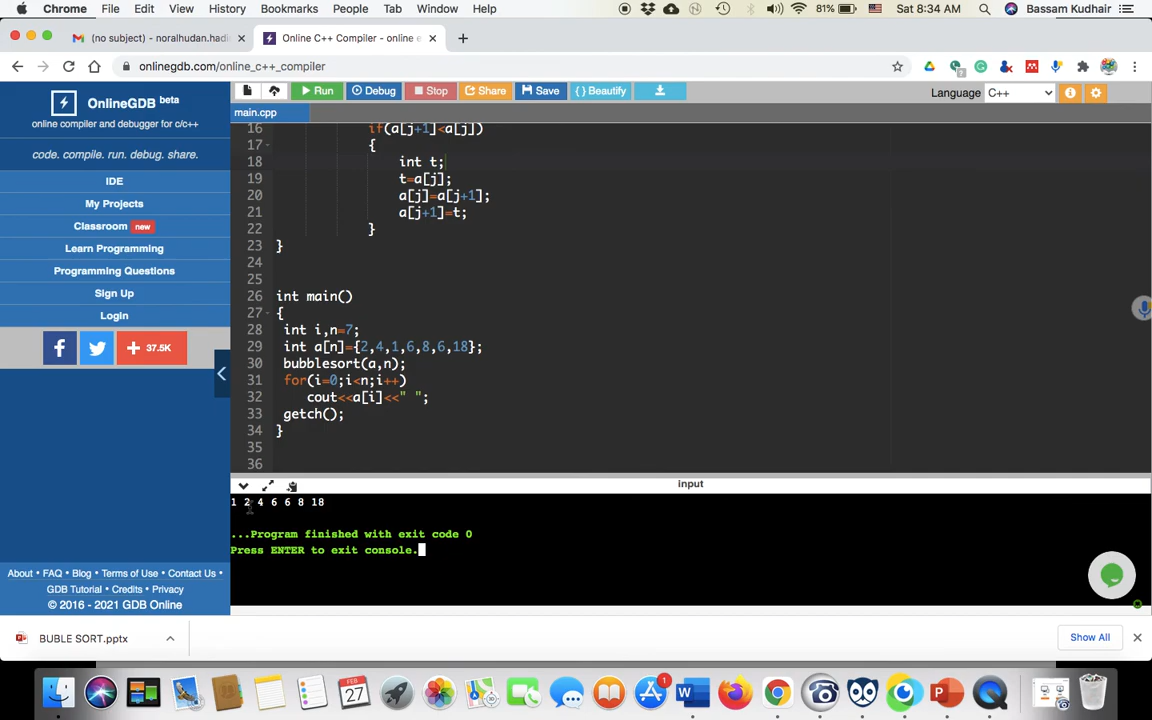 Chrome File Edit View History Bookmarks People Tab Window Help 81% Sat 8:34 AM Bassam Kudhair
(no subject) - noralhudan.hadi Online C++ Compiler - online e
onlinegdb.com/online_c++_compiler
OnlineGDB beta
online compiler and debugger for c/c++
code. compile. run. debug. share.
IDE
My Projects
Classroom new
Learn Programming
Programming Questions
Sign Up
Login
37.5K
About • FAQ • Blog • Terms of Use • Contact Us •
GDB Tutorial • Credits • Privacy
© 2016 - 2021 GDB Online
Run Debug Stop Share Save {} Beautify Language C++
main.cpp
16 if(a[j+1]<a[j])
17 {
18 int t;
19 t=a[j];
20 a[j]=a[j+1];
21 a[j+1]=t;
22 }
23 }
24
25
26 int main()
27 {
28 int i,n=7;
29 int a[n]={2,4,1,6,8,6,18};
30 bubblesort(a,n);
31 for(i=0;i<n;i++)
32 cout<<a[i]<<" ";
33 getch();
34 }
35
36
input
1 2 4 6 6 8 18
...Program finished with exit code 0
Press ENTER to exit console.
BUBLE SORT.pptx Show All
FEB
27
1